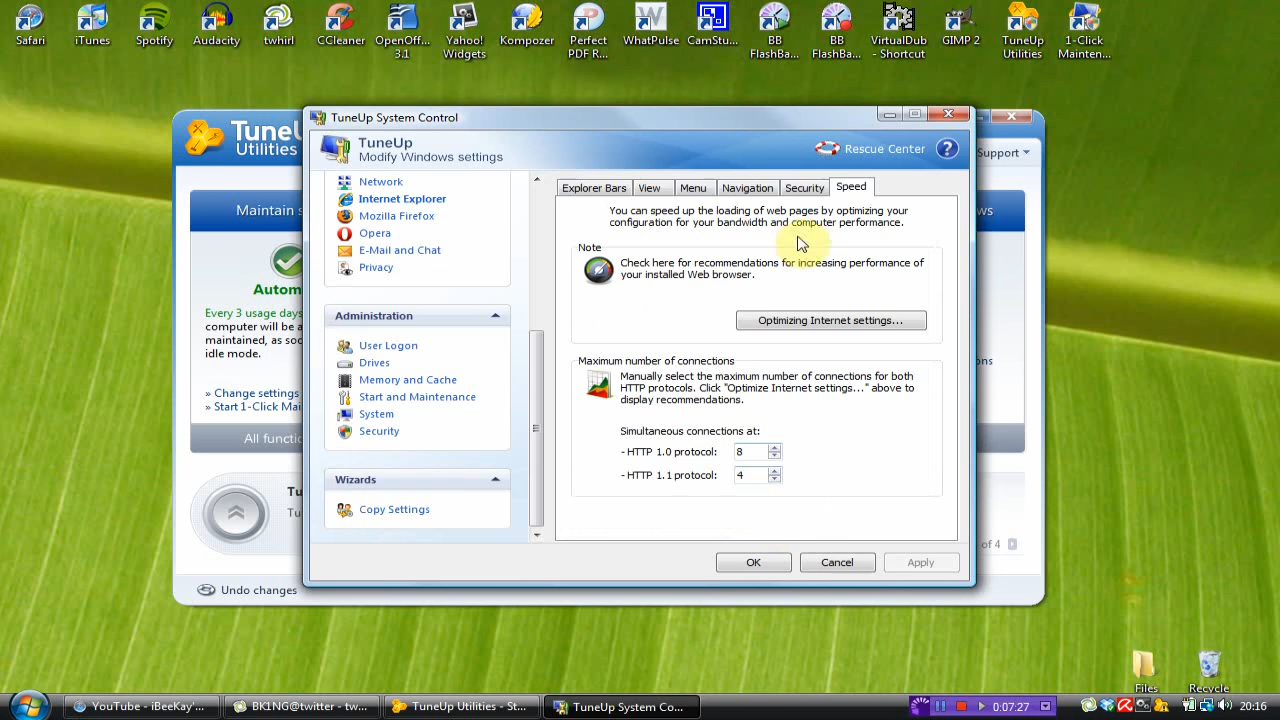 Safari
iTunes
Spotify
Audacity
twhirl
CCleaner
OpenOff...
3.1
Yahoo!
Widgets
Kompozer
Perfect
PDF R...
WhatPulse
CamStu...
BB
FlashBa...
BB
FlashBa...
VirtualDub
- Shortcut
GIMP 2
TuneUp
Utilities
1-Click
Mainten...
TuneUp System Control
TuneUp
Modify Windows settings
Rescue Center
?
Utilities
Support
Maintain
Autom
Every 3 usage days
computer will be a
maintained, as soo
idle mode.
» Change settings
» Start 1-Click Mai
All functi
Undo changes
of 4
Network
Internet Explorer
Mozilla Firefox
Opera
E-Mail and Chat
Privacy
Administration
User Logon
Drives
Memory and Cache
Start and Maintenance
System
Security
Wizards
Copy Settings
Explorer Bars
View
Menu
Navigation
Security
Speed
You can speed up the loading of web pages by optimizing your
configuration for your bandwidth and computer performance.
Note
Check here for recommendations for increasing performance of
your installed Web browser.
Optimizing Internet settings...
Maximum number of connections
Manually select the maximum number of connections for both
HTTP protocols. Click "Optimize Internet settings..." above to
display recommendations.
Simultaneous connections at:
- HTTP 1.0 protocol: 8
- HTTP 1.1 protocol: 4
OK
Cancel
Apply
Files
Recycle
YouTube - iBeeKay'...
BK1NG@twitter - tw...
TuneUp Utilities - St...
TuneUp System Co...
0:07:27
20:16